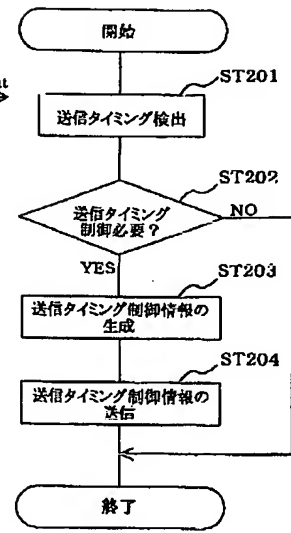 開始
ST201
送信タイミング検出
ST202
送信タイミング
制御必要？
NO
YES
ST203
送信タイミング制御情報の
生成
ST204
送信タイミング制御情報の
送信
終了